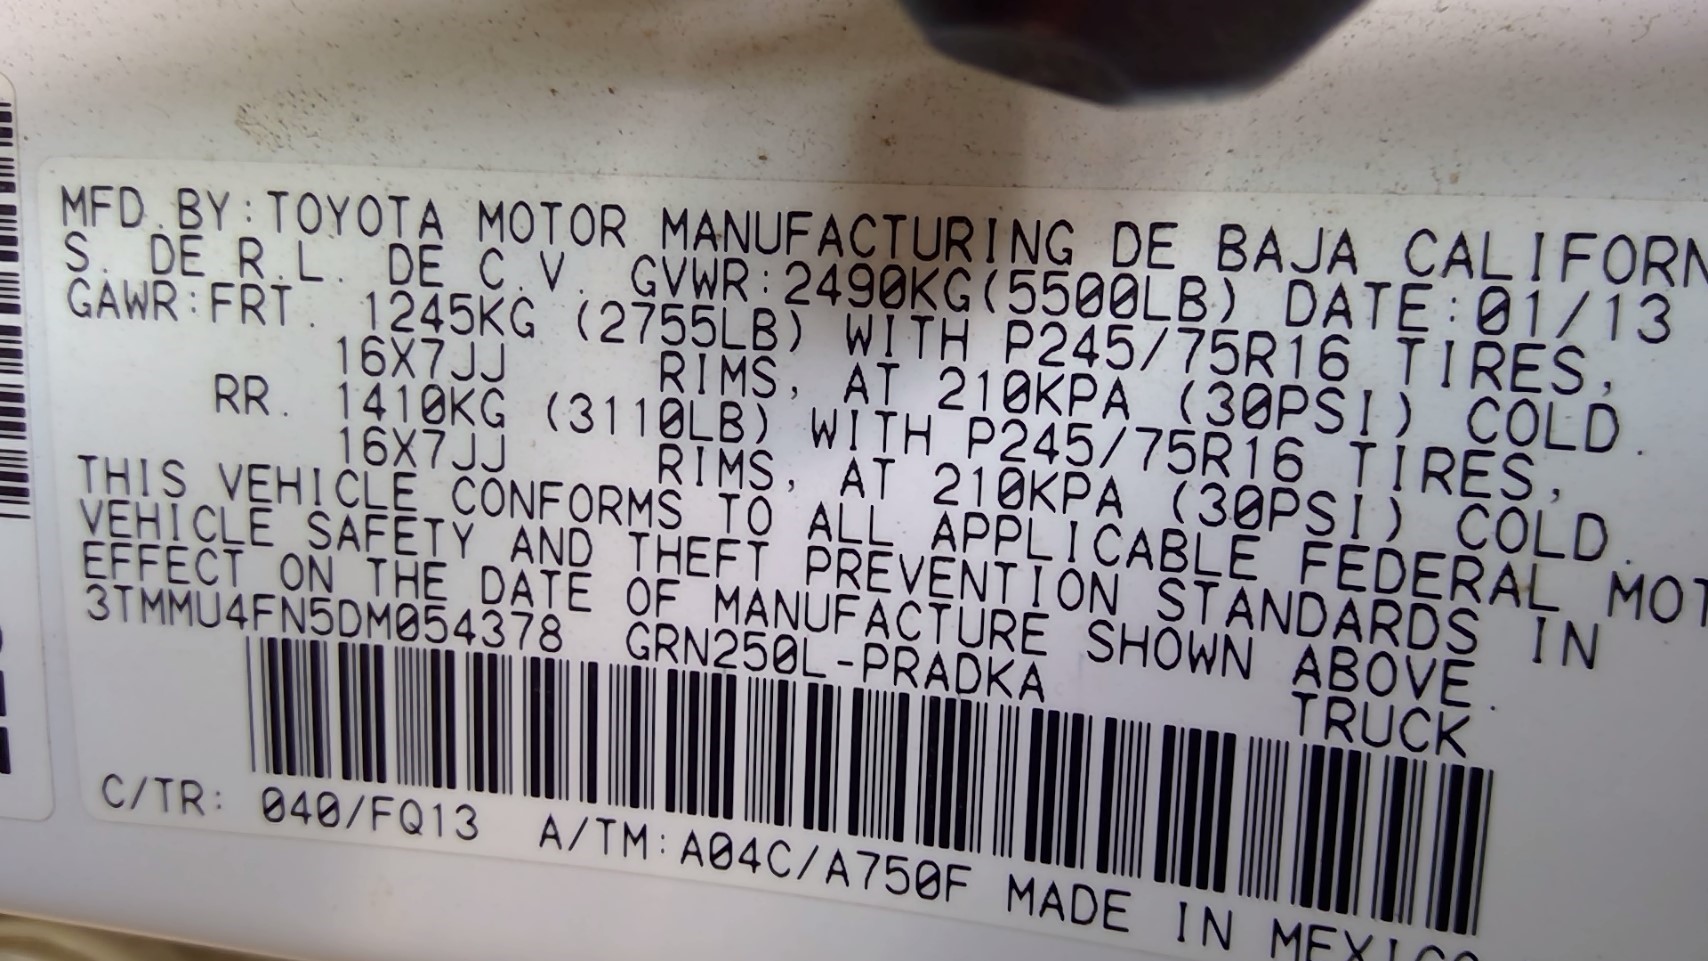 MFD.BY:TOYOTA MOTOR MANUFACTURING DE BAJA CALIFORN
S. DE R.L. DE C.V. GVWR:2490KG(5500LB) DATE:01/13
GAWR:FRT. 1245KG (2755LB) WITH P245/75R16 TIRES,
16X7JJ RIMS, AT 210KPA (30PSI) COLD.
RR. 1410KG (3110LB) WITH P245/75R16 TIRES,
16X7JJ RIMS, AT 210KPA (30PSI) COLD.
THIS VEHICLE CONFORMS TO ALL APPLICABLE FEDERAL MOT
VEHICLE SAFETY AND THEFT PREVENTION STANDARDS IN
EFFECT ON THE DATE OF MANUFACTURE SHOWN ABOVE.
3TMMU4FN5DM054378 GRN250L-PRADKA TRUCK
C/TR: 040/FQ13 A/TM:A04C/A750F MADE IN MEXICO